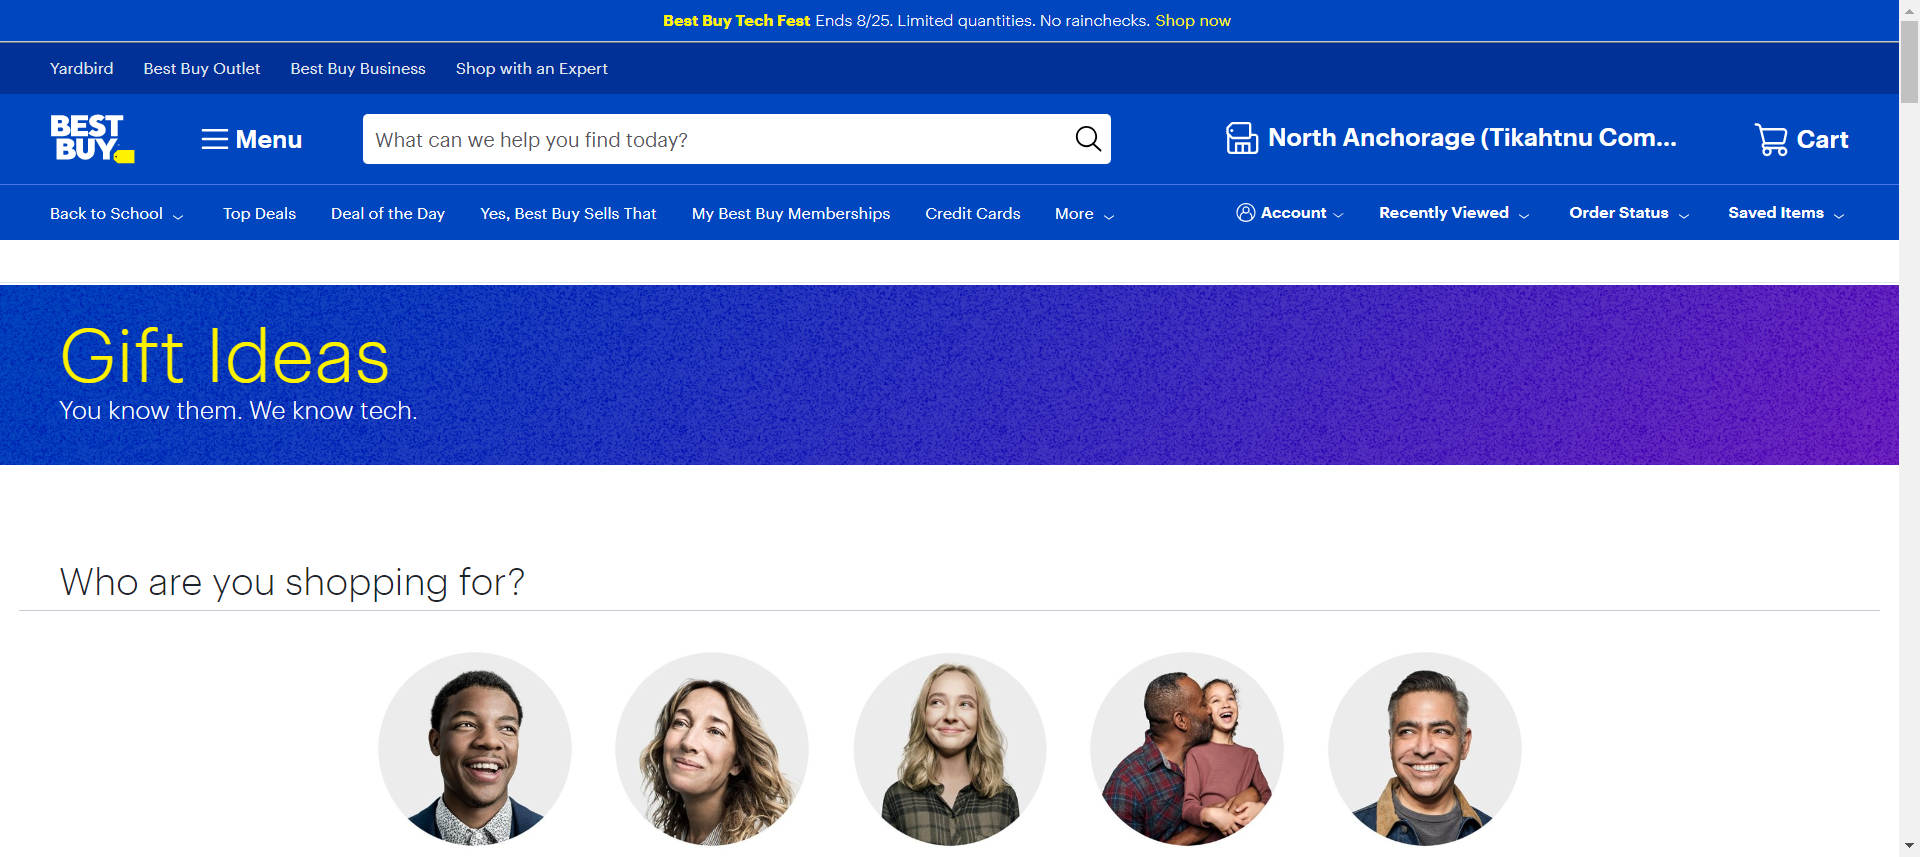 Best Buy Tech Fest Ends 8/25. Limited quantities. No rainchecks. Shop now
Yardbird Best Buy Outlet Best Buy Business Shop with an Expert
BEST BUY
Menu
What can we help you find today?
North Anchorage (Tikahtnu Com...
Cart
Back to School Top Deals Deal of the Day Yes, Best Buy Sells That My Best Buy Memberships Credit Cards More Account Recently Viewed Order Status Saved Items
Gift Ideas
You know them. We know tech.
Who are you shopping for?